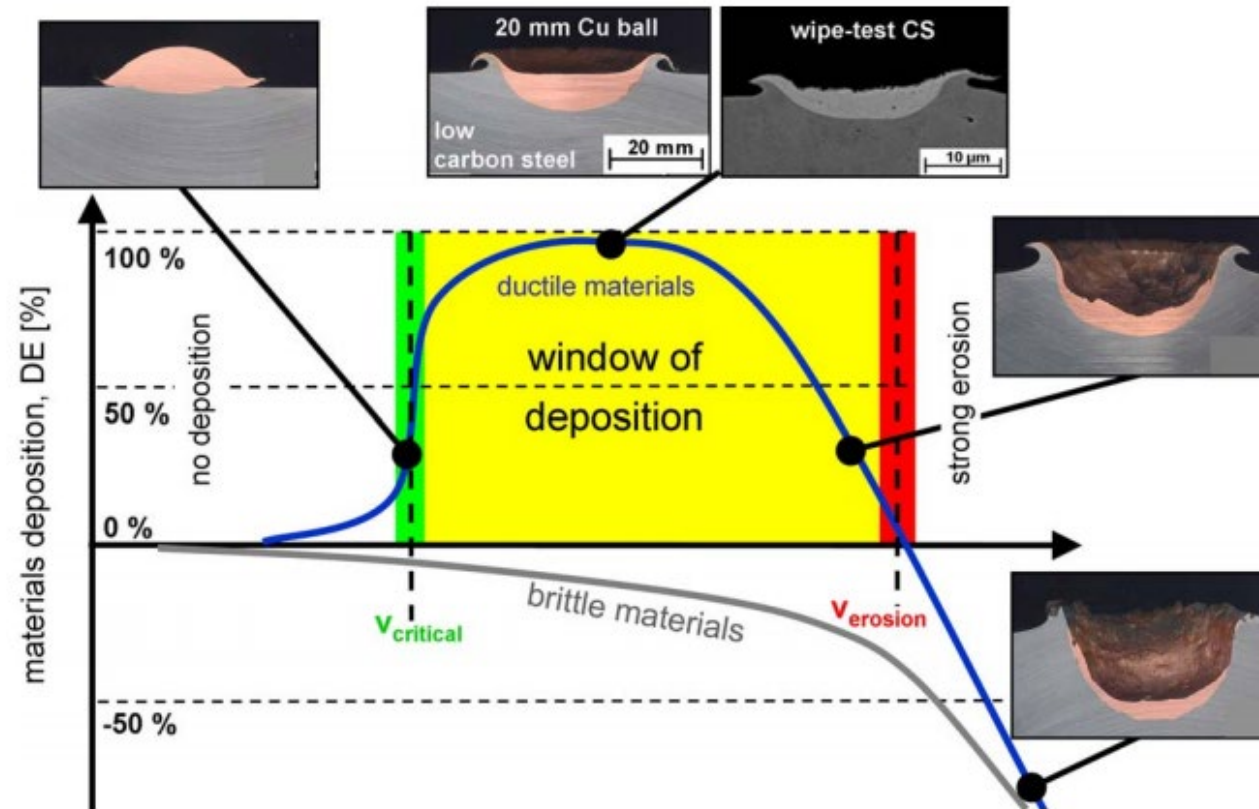 20 mm Cu ball
low
carbon steel
20 mm
wipe-test CS
10 µm
materials deposition, DE [%]
100 %
50 %
0 %
-50 %
no deposition
ductile materials
window of
deposition
strong erosion
brittle materials
vcritical
verosion